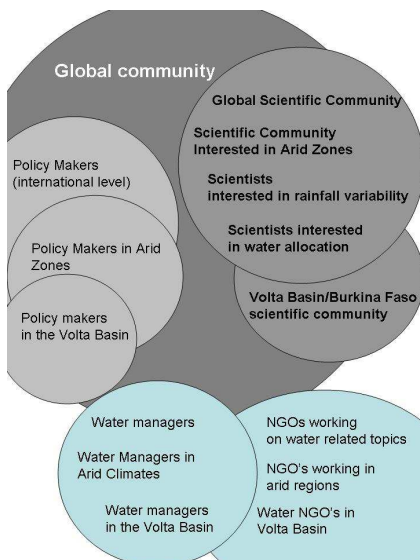 Global community
Global Scientific Community
Scientific Community
Interested in Arid Zones
Scientists
interested in rainfall variability
Scientists interested
in water allocation
Volta Basin/Burkina Faso
scientific community
Policy Makers
(international level)
Policy Makers in Arid
Zones
Policy makers
in the Volta Basin
Water managers
Water Managers in
Arid Climates
Water managers
in the Volta Basin
NGOs working
on water related topics
NGO's working in
arid regions
Water NGO's in
Volta Basin